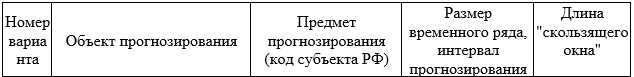 Номер
вариа
нта
Объект прогнозирования
Предмет
прогнозирования
(код субъекта РФ)
Размер
временного ряда,
интервал
прогнозирования
Длина
"скользящего
окна"